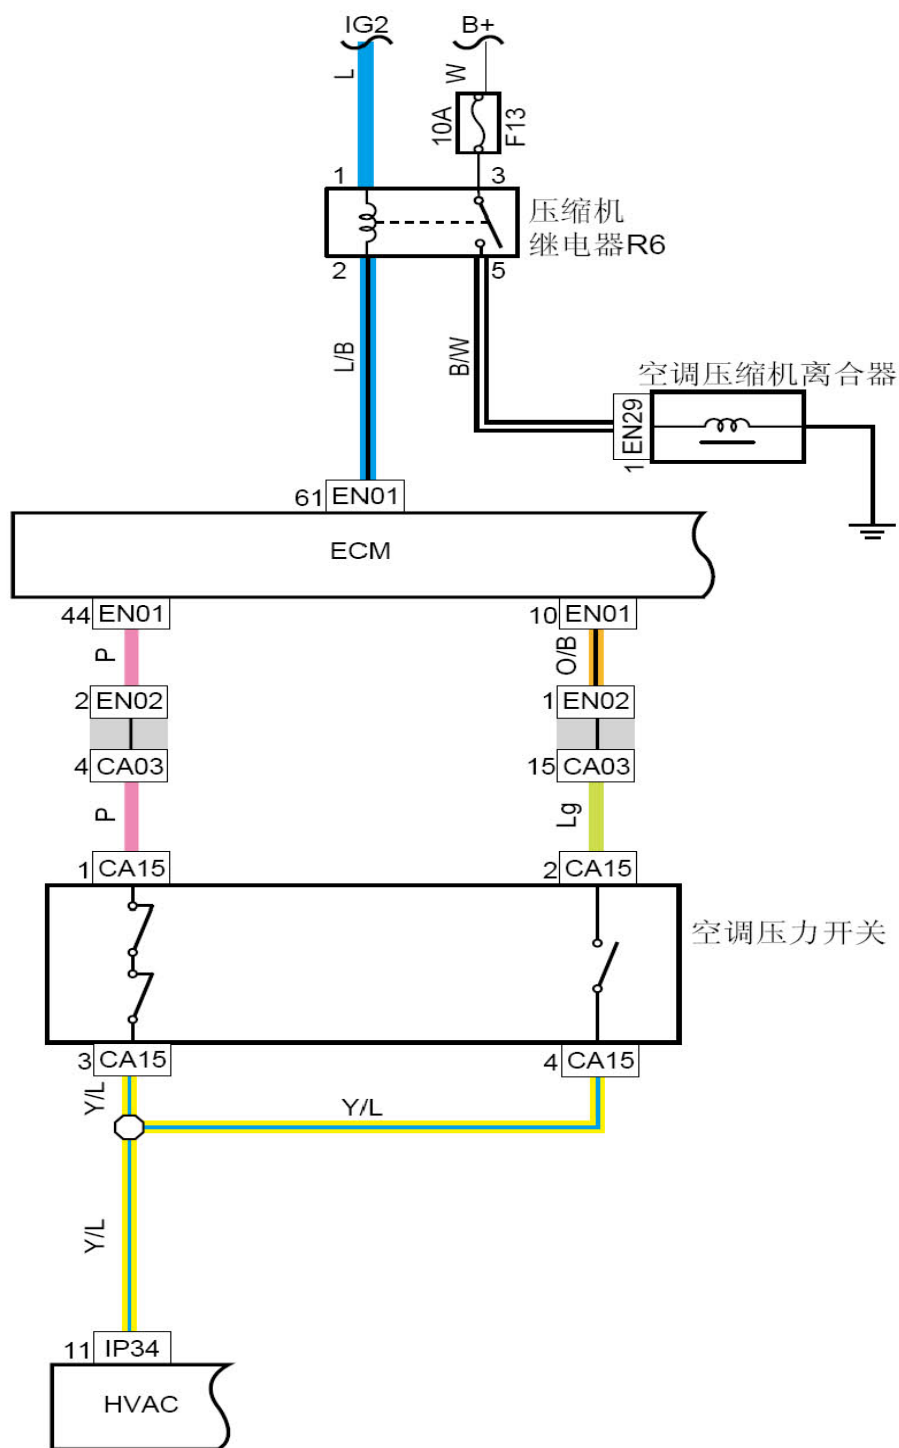 IG2
B+
L
W
10A
F13
1
3
压缩机
继电器R6
2
5
L/B
B/W
空调压缩机离合器
1
EN29
61
EN01
ECM
44
EN01
10
EN01
P
O/B
2
EN02
1
EN02
4
CA03
15
CA03
P
Lg
1
CA15
2
CA15
空调压力开关
3
CA15
4
CA15
Y/L
Y/L
Y/L
11
IP34
HVAC